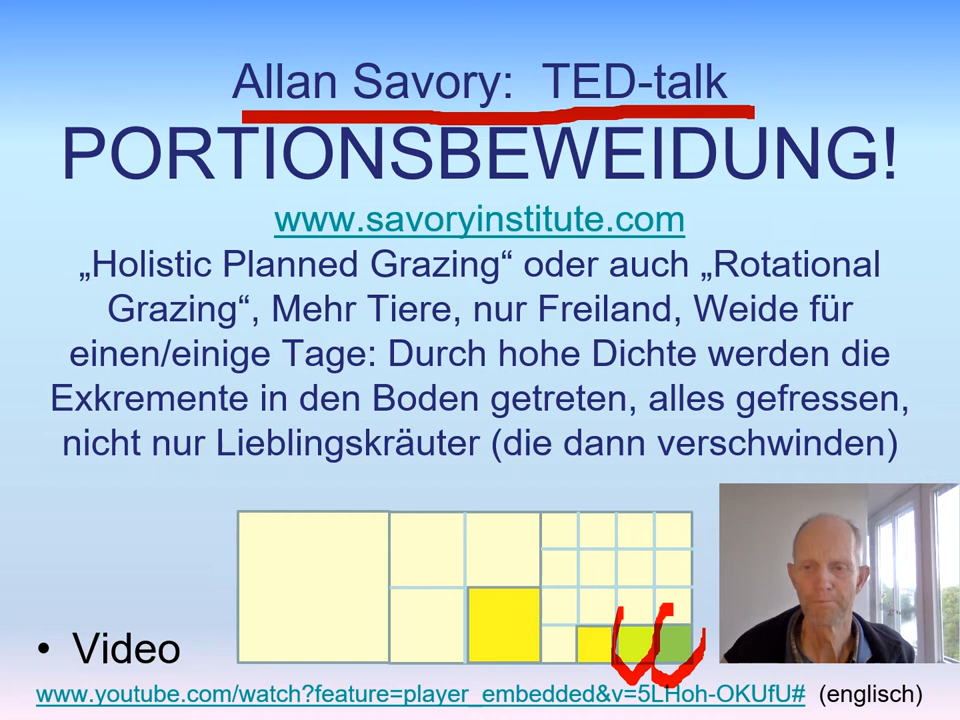 Allan Savory:  TED-talk
PORTIONSBEWEIDUNG!
www.savoryinstitute.com
„Holistic Planned Grazing“ oder auch „Rotational
Grazing“, Mehr Tiere, nur Freiland, Weide für
einen/einige Tage: Durch hohe Dichte werden die
Exkremente in den Boden getreten, alles gefressen,
nicht nur Lieblingskräuter (die dann verschwinden)
• Video
www.youtube.com/watch?feature=player_embedded&v=5LHoh-OKUfU# (englisch)